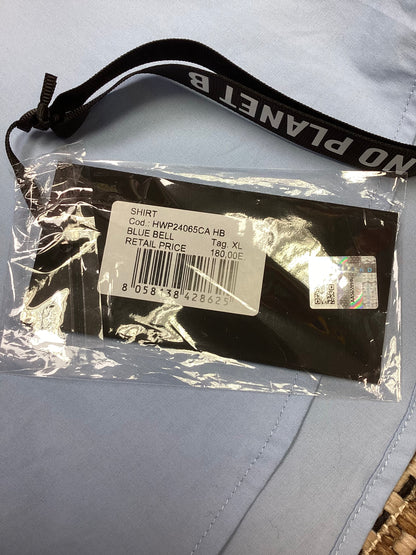 NO PLANET B
SHIRT
Cod.: HWP24065CA HB
BLUE BELL Tag. XL
RETAIL PRICE 180,00E
8 058138 428625